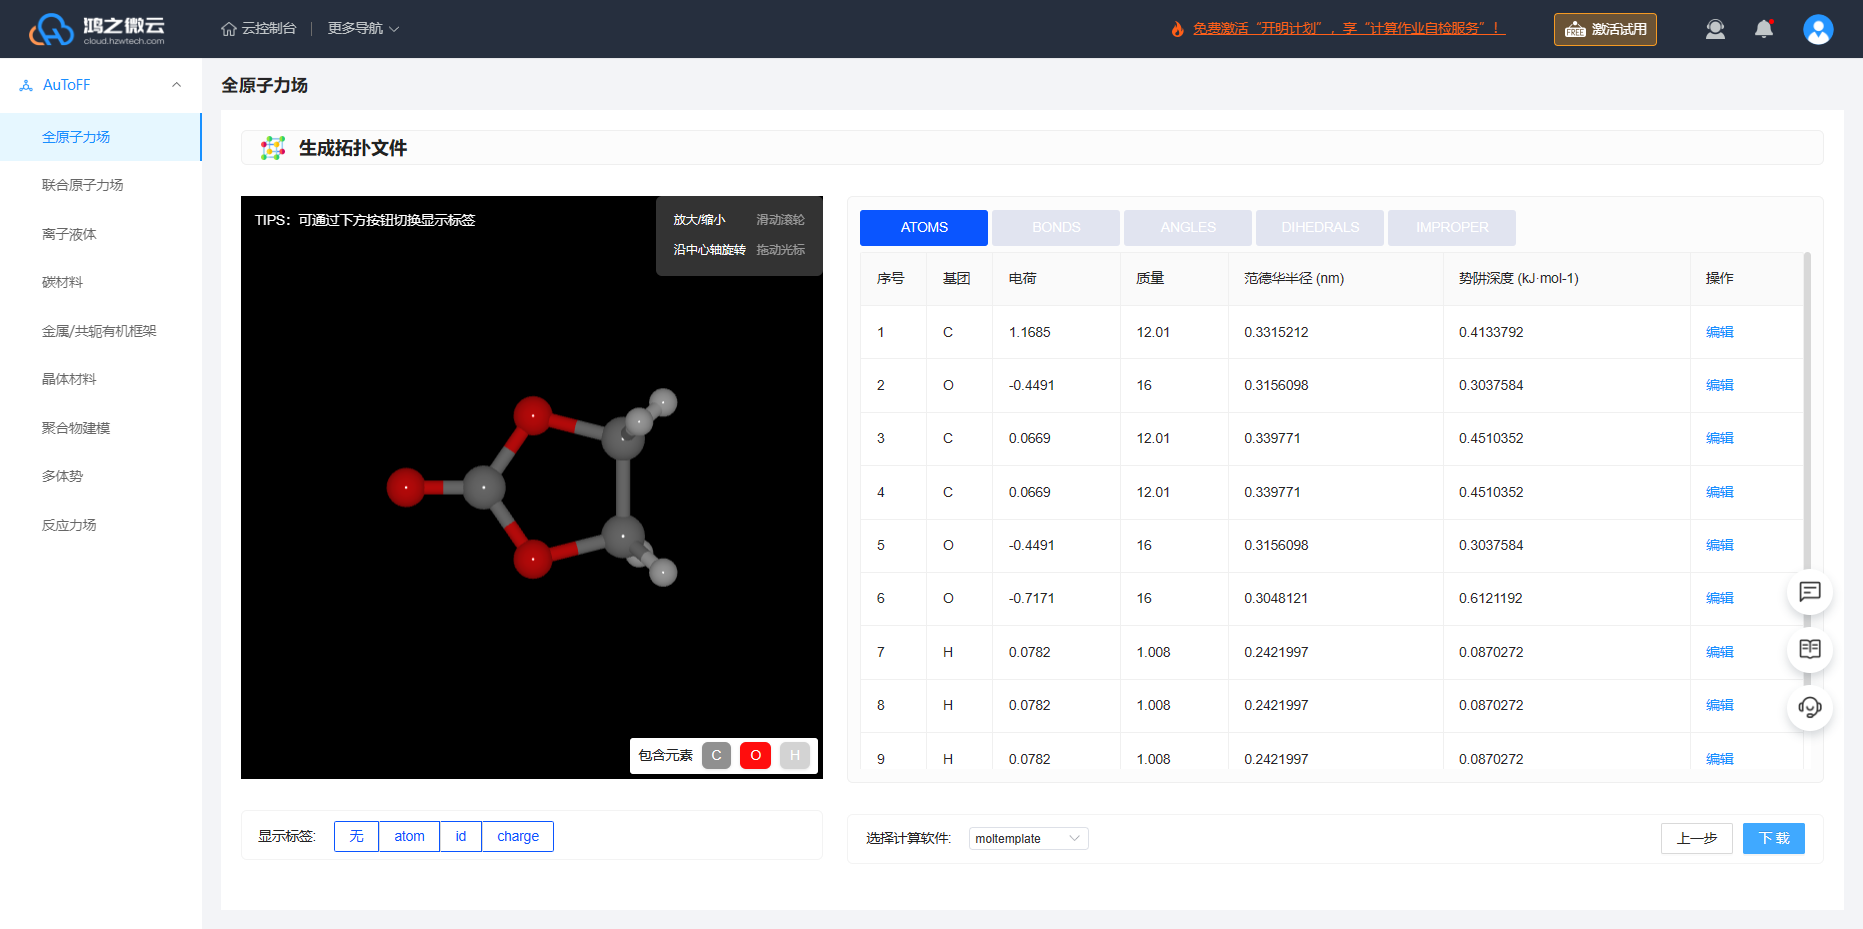 鸿之微云
cloud.hzwtech.com
云控制台
更多导航
免费激活“开明计划”，享“计算作业自检服务”！
FREE 激活试用
AuToFF
全原子力场
联合原子力场
离子液体
碳材料
金属/共轭有机框架
晶体材料
聚合物建模
多体势
反应力场
全原子力场
生成拓扑文件
TIPS：可通过下方按钮切换显示标签
放大/缩小 滑动滚轮
沿中心轴旋转 拖动光标
包含元素 C O H
显示标签: 无 atom id charge
ATOMS BONDS ANGLES DIHEDRALS IMPROPER
序号 基团 电荷 质量 范德华半径 (nm) 势阱深度 (kJ·mol-1) 操作
1 C 1.1685 12.01 0.3315212 0.4133792 编辑
2 O -0.4491 16 0.3156098 0.3037584 编辑
3 C 0.0669 12.01 0.339771 0.4510352 编辑
4 C 0.0669 12.01 0.339771 0.4510352 编辑
5 O -0.4491 16 0.3156098 0.3037584 编辑
6 O -0.7171 16 0.3048121 0.6121192 编辑
7 H 0.0782 1.008 0.2421997 0.0870272 编辑
8 H 0.0782 1.008 0.2421997 0.0870272 编辑
9 H 0.0782 1.008 0.2421997 0.0870272 编辑
选择计算软件: moltemplate
上一步 下载